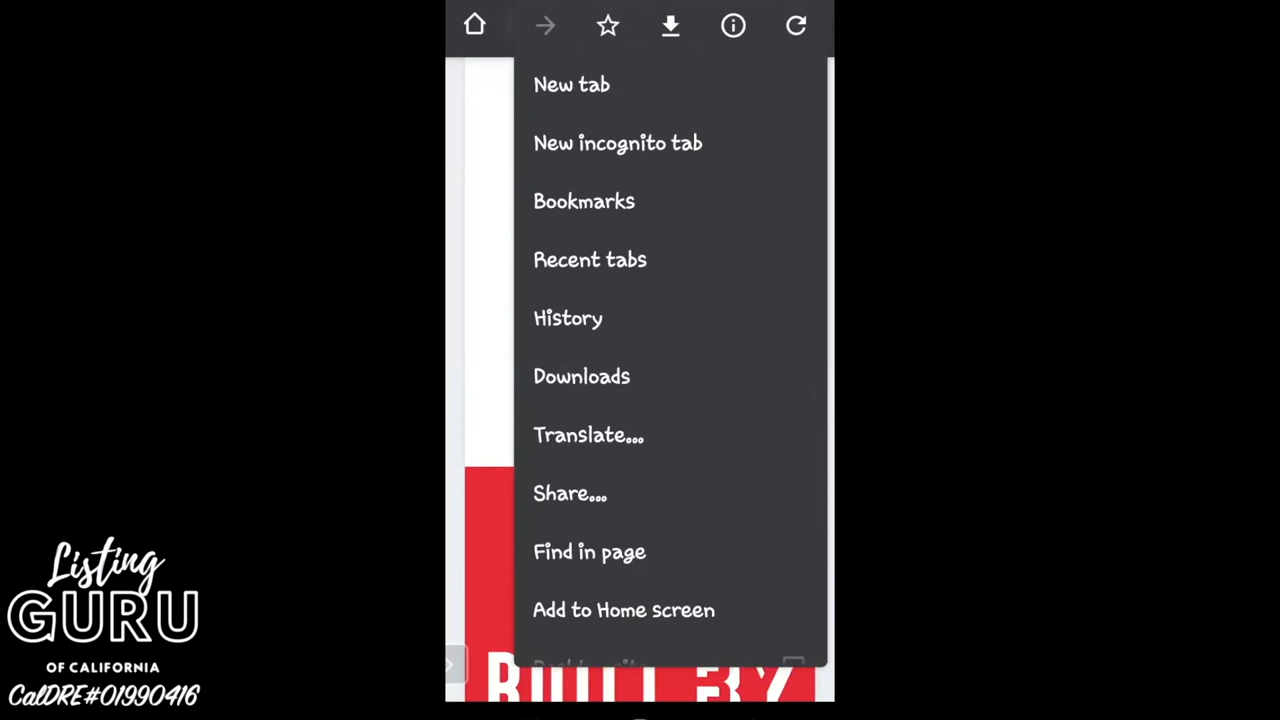 New tab
New incognito tab
Bookmarks
Recent tabs
History
Downloads
Translate...
Share...
Find in page
Add to Home screen
Listing
GURU
OF CALIFORNIA
CalDRE#01990416